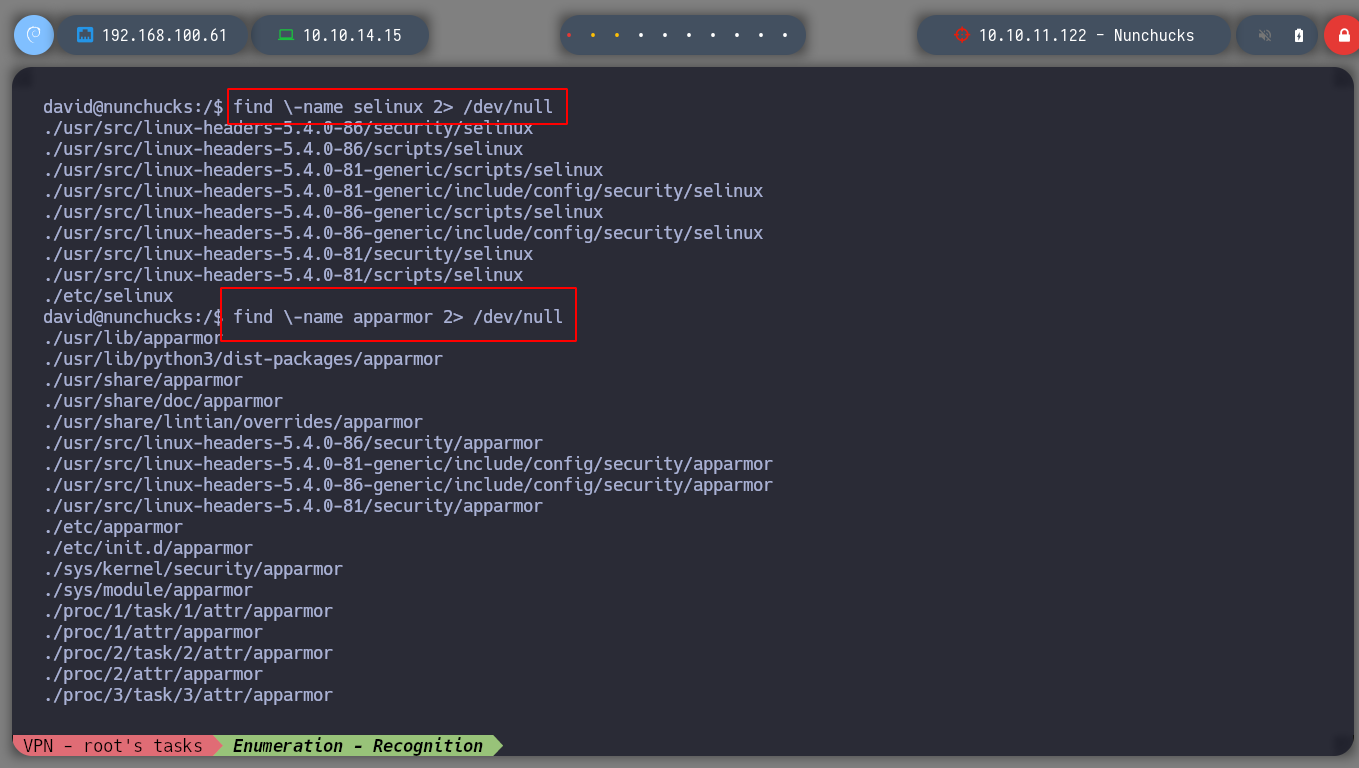 192.168.100.61
10.10.14.15
10.10.11.122 - Nunchucks
david@nunchucks:/$ find \-name selinux 2> /dev/null
./usr/src/linux-headers-5.4.0-86/security/selinux
./usr/src/linux-headers-5.4.0-86/scripts/selinux
./usr/src/linux-headers-5.4.0-81-generic/scripts/selinux
./usr/src/linux-headers-5.4.0-81-generic/include/config/security/selinux
./usr/src/linux-headers-5.4.0-86-generic/scripts/selinux
./usr/src/linux-headers-5.4.0-86-generic/include/config/security/selinux
./usr/src/linux-headers-5.4.0-81/security/selinux
./usr/src/linux-headers-5.4.0-81/scripts/selinux
./etc/selinux
david@nunchucks:/$ find \-name apparmor 2> /dev/null
./usr/lib/apparmor
./usr/lib/python3/dist-packages/apparmor
./usr/share/apparmor
./usr/share/doc/apparmor
./usr/share/lintian/overrides/apparmor
./usr/src/linux-headers-5.4.0-86/security/apparmor
./usr/src/linux-headers-5.4.0-81-generic/include/config/security/apparmor
./usr/src/linux-headers-5.4.0-86-generic/include/config/security/apparmor
./usr/src/linux-headers-5.4.0-81/security/apparmor
./etc/apparmor
./etc/init.d/apparmor
./sys/kernel/security/apparmor
./sys/module/apparmor
./proc/1/task/1/attr/apparmor
./proc/1/attr/apparmor
./proc/2/task/2/attr/apparmor
./proc/2/attr/apparmor
./proc/3/task/3/attr/apparmor
VPN - root's tasks
Enumeration - Recognition